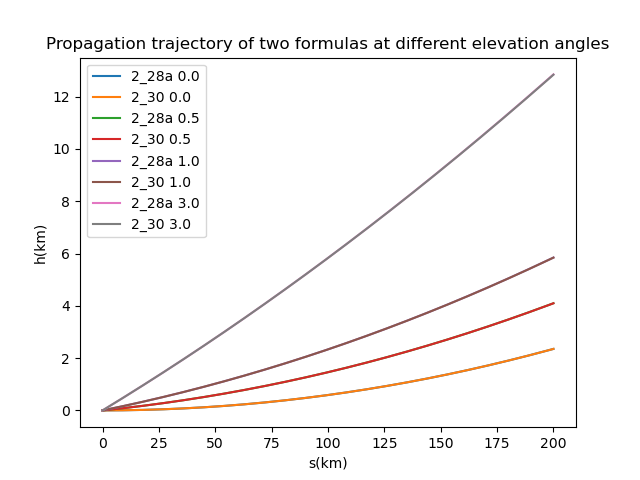 Propagation trajectory of two formulas at different elevation angles
2_28a 0.0
2_30 0.0
2_28a 0.5
2_30 0.5
2_28a 1.0
2_30 1.0
2_28a 3.0
2_30 3.0
12
10
8
6
4
2
0
h(km)
0 25 50 75 100 125 150 175 200
s(km)